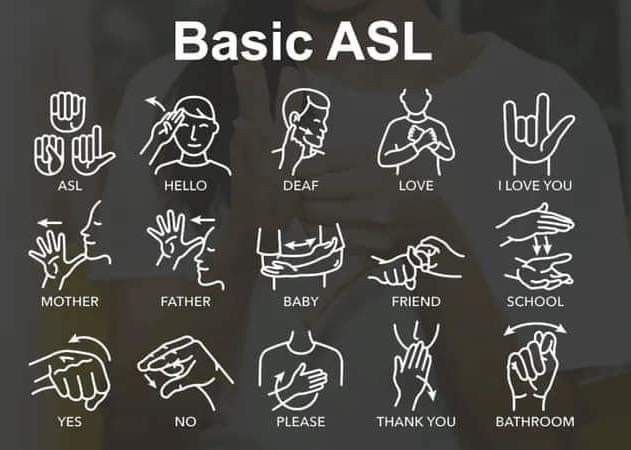 Basic ASL
ASL HELLO DEAF LOVE I LOVE YOU
MOTHER FATHER BABY FRIEND SCHOOL
YES NO PLEASE THANK YOU BATHROOM